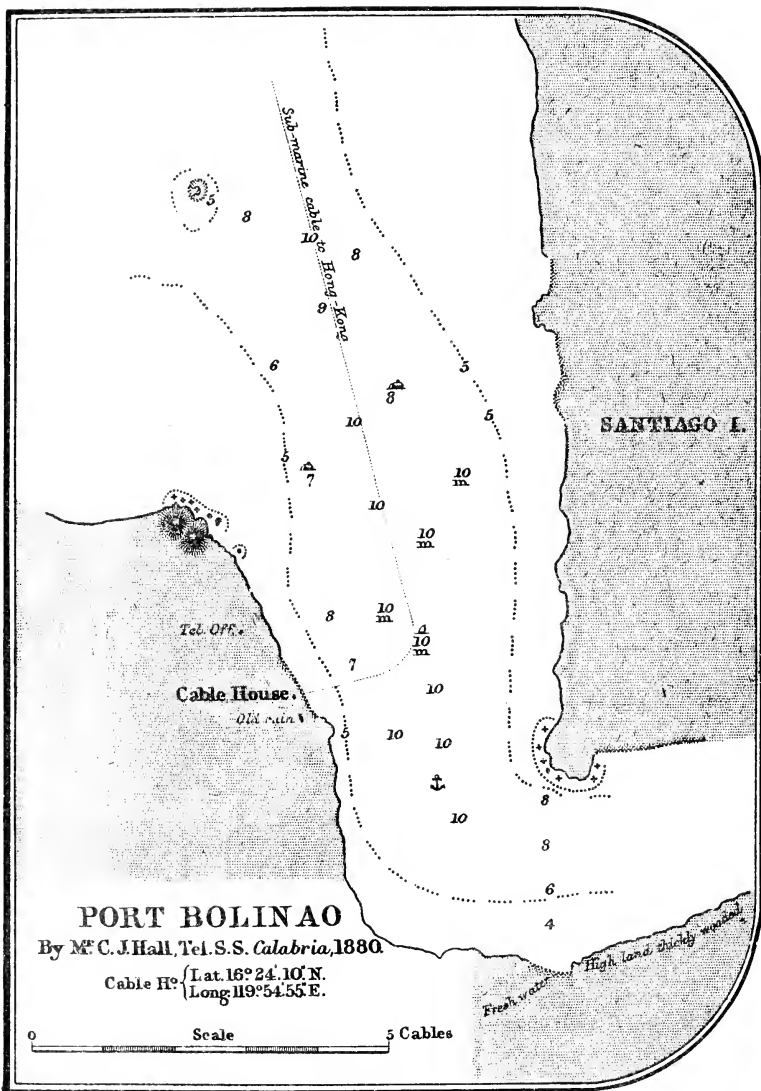 5
8
Sub-marine cable to Hong-Kong
10
8
9
6
5
8
5
10
5
7
10
m
SANTIAGO I.
10
10
m
Tel. Off.
8
10
m
10
m
7
Cable House.
10
Old ruin
5
10
10
8
10
8
6
4
PORT BOLINAO
By Mr. C. J. Hall, Tel. S.S. Calabria, 1880.
Cable Ho. Lat. 16° 24'. 10" N.
Long. 119° 54' 55" E.
High land thickly wooded
Fresh water
0 Scale 5 Cables